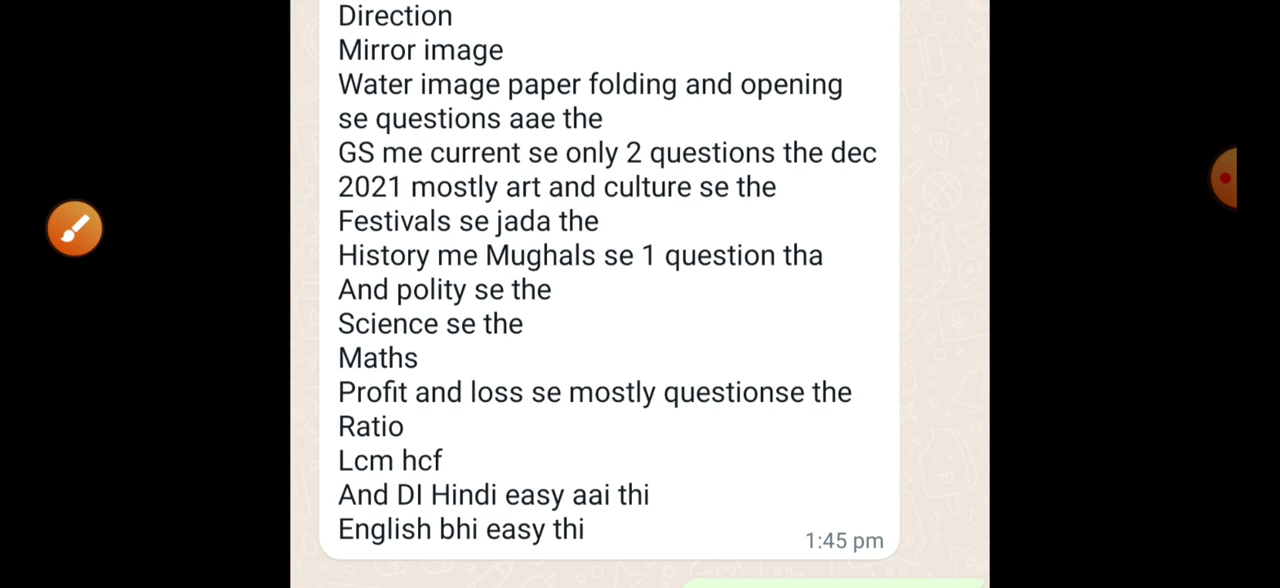 Direction
Mirror image
Water image paper folding and opening
se questions aae the
GS me current se only 2 questions the dec
2021 mostly art and culture se the
Festivals se jada the
History me Mughals se 1 question tha
And polity se the
Science se the
Maths
Profit and loss se mostly questionse the
Ratio
Lcm hcf
And DI Hindi easy aai thi
English bhi easy thi
1:45 pm